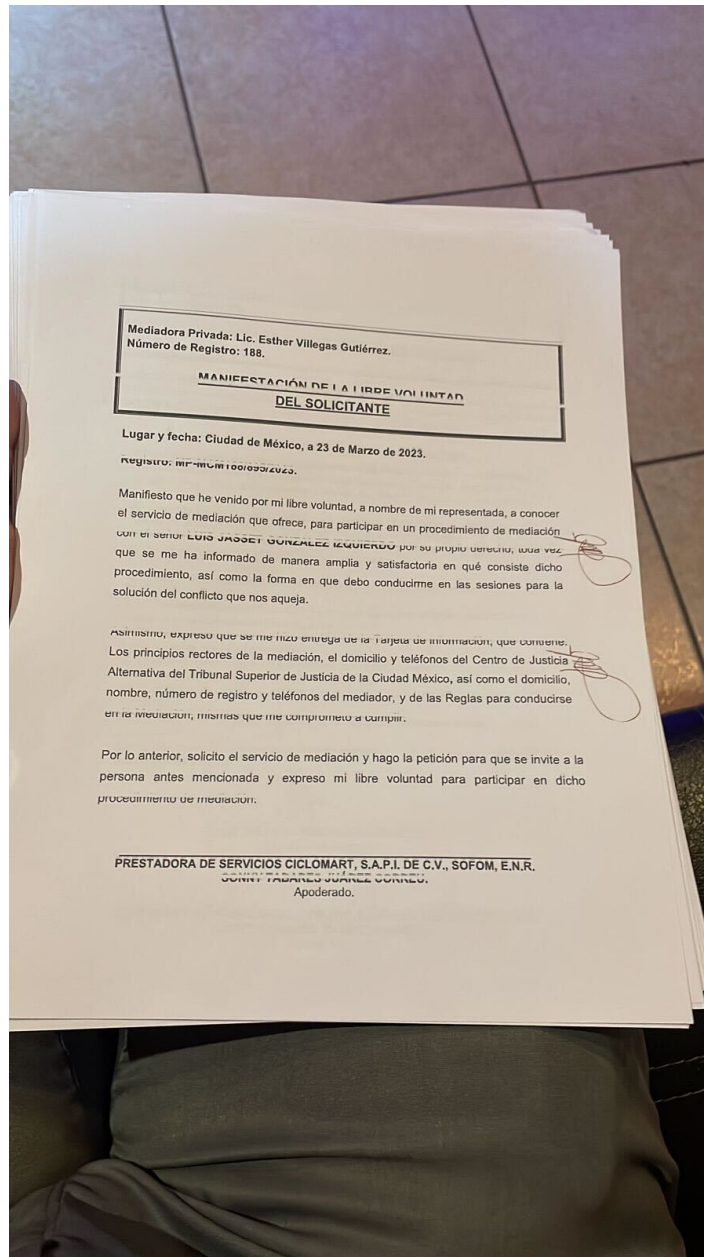 Mediadora Privada: Lic. Esther Villegas Gutiérrez.
Número de Registro: 188.
MANIFESTACIÓN DE LA LIBRE VOLUNTAD
DEL SOLICITANTE
Lugar y fecha: Ciudad de México, a 23 de Marzo de 2023.
Registro: MP-MCM188/895/2023.
Manifiesto que he venido por mi libre voluntad, a nombre de mi representada, a conocer
el servicio de mediación que ofrece, para participar en un procedimiento de mediación
con el señor LUIS JASSET GONZÁLEZ IZQUIERDO por su propio derecho, toda vez
que se me ha informado de manera amplia y satisfactoria en qué consiste dicho
procedimiento, así como la forma en que debo conducirme en las sesiones para la
solución del conflicto que nos aqueja.
Asimismo, expreso que se me hizo entrega de la Tarjeta de Información, que contiene.
Los principios rectores de la mediación, el domicilio y teléfonos del Centro de Justicia
Alternativa del Tribunal Superior de Justicia de la Ciudad México, así como el domicilio,
nombre, número de registro y teléfonos del mediador, y de las Reglas para conducirse
en la Mediación, mismas que me comprometo a cumplir.
Por lo anterior, solicito el servicio de mediación y hago la petición para que se invite a la
persona antes mencionada y expreso mi libre voluntad para participar en dicho
procedimiento de mediación.
PRESTADORA DE SERVICIOS CICLOMART, S.A.P.I. DE C.V., SOFOM, E.N.R.
JUÁREZ
Apoderado.